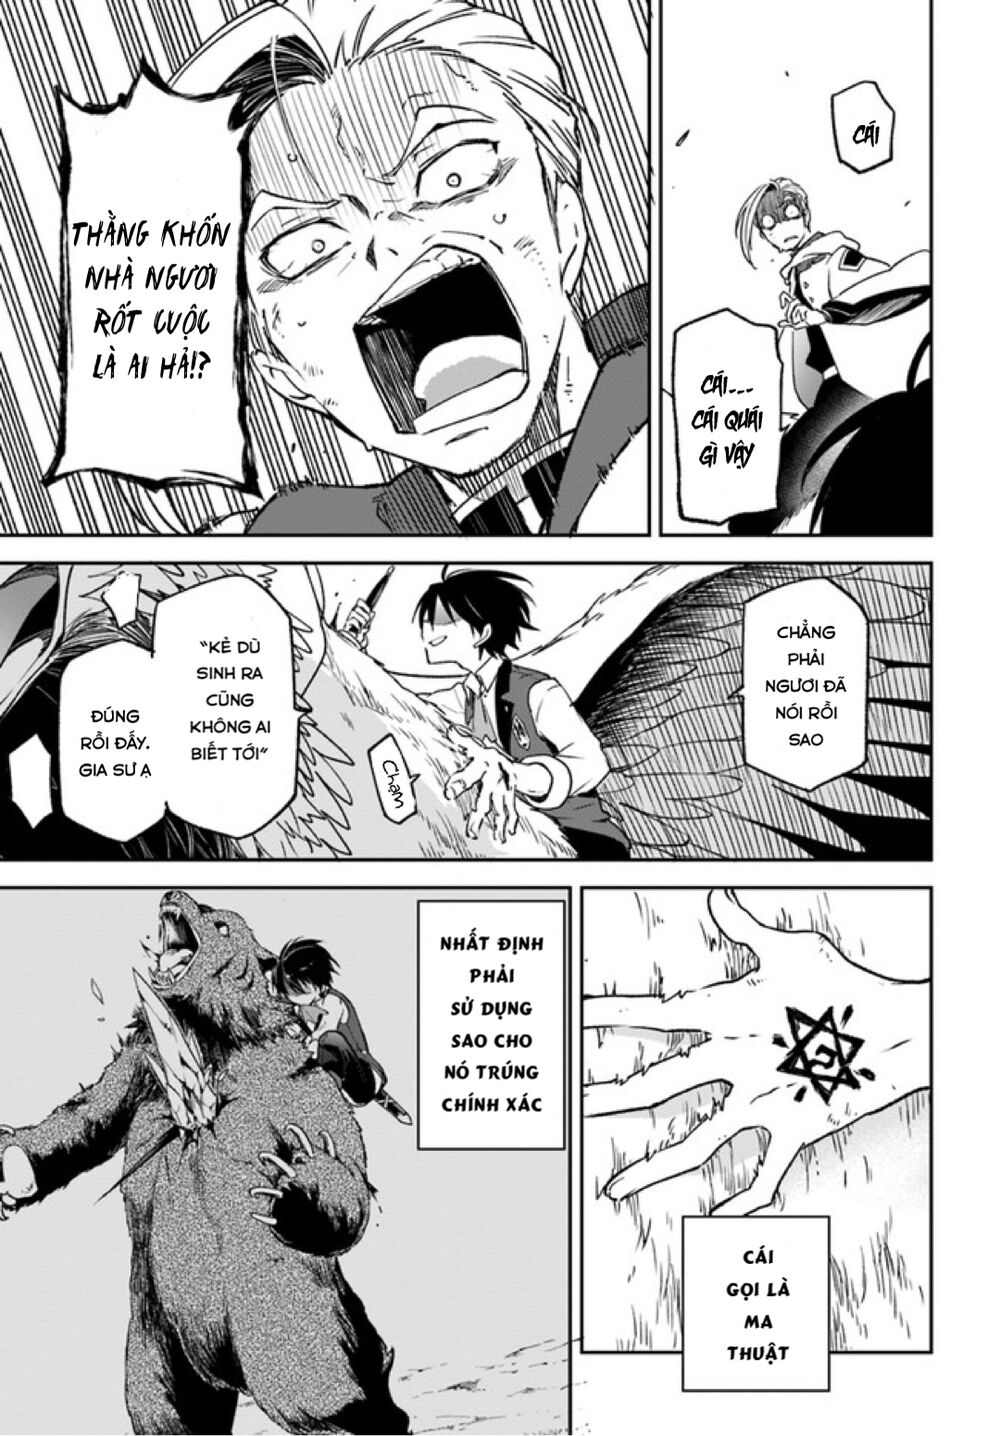 CÁI
CÁI...
CÁI QUÁI
GÌ VẬY
THẰNG KHỐN
NHÀ NGƯƠI
RỐT CUỘC
LÀ AI HẢ!?
CHẲNG
PHẢI
NGƯƠI ĐÃ
NÓI RỒI
SAO
Chạm
"KẺ DÙ
SINH RA
CŨNG
KHÔNG AI
BIẾT TỚI"
ĐÚNG
RỒI ĐẤY.
GIA SƯ Ạ
CÁI
GỌI LÀ
MA
THUẬT
NHẤT ĐỊNH
PHẢI
SỬ DỤNG
SAO CHO
NÓ TRÚNG
CHÍNH XÁC